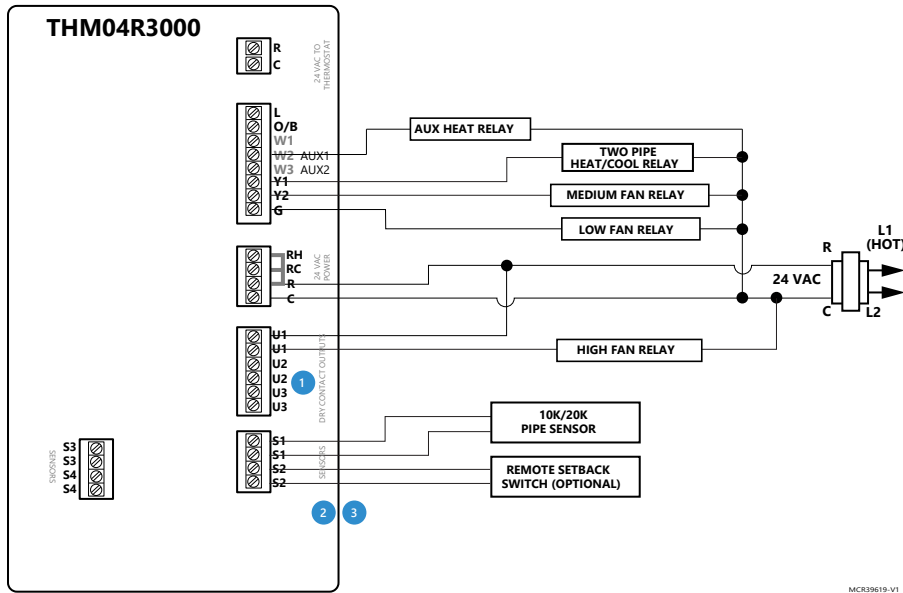 THM04R3000
R
C
24 VAC TO
THERMOSTAT
L
O/B
W1
W2 AUX1
W3 AUX2
Y1
Y2
G
AUX HEAT RELAY
TWO PIPE
HEAT/COOL RELAY
MEDIUM FAN RELAY
LOW FAN RELAY
RH
RC
R
C
24 VAC
POWER
R
24 VAC
C
L1
(HOT)
L2
U1
U1
U2
U2
U3
U3
1
DRY CONTACT OUTPUTS
HIGH FAN RELAY
S1
S1
S2
S2
SENSORS
10K/20K
PIPE SENSOR
REMOTE SETBACK
SWITCH (OPTIONAL)
SENSORS
S3
S3
S4
S4
2
3
MCR39619-V1